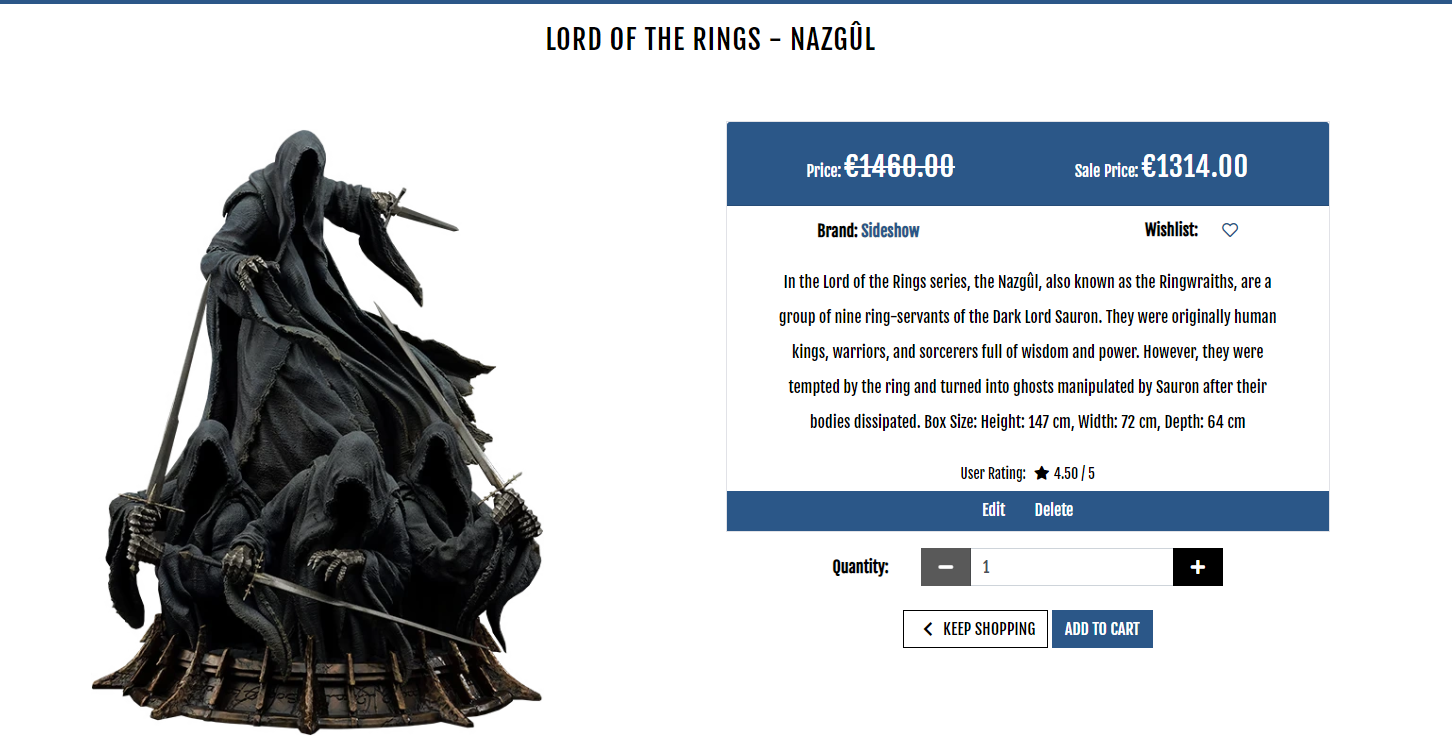 LORD OF THE RINGS - NAZGÛL
Price: €1460.00 Sale Price: €1314.00
Brand: Sideshow Wishlist:
In the Lord of the Rings series, the Nazgûl, also known as the Ringwraiths, are a
group of nine ring-servants of the Dark Lord Sauron. They were originally human
kings, warriors, and sorcerers full of wisdom and power. However, they were
tempted by the ring and turned into ghosts manipulated by Sauron after their
bodies dissipated. Box Size: Height: 147 cm, Width: 72 cm, Depth: 64 cm
User Rating: ★ 4.50 / 5
Edit Delete
Quantity: − 1 +
KEEP SHOPPING ADD TO CART